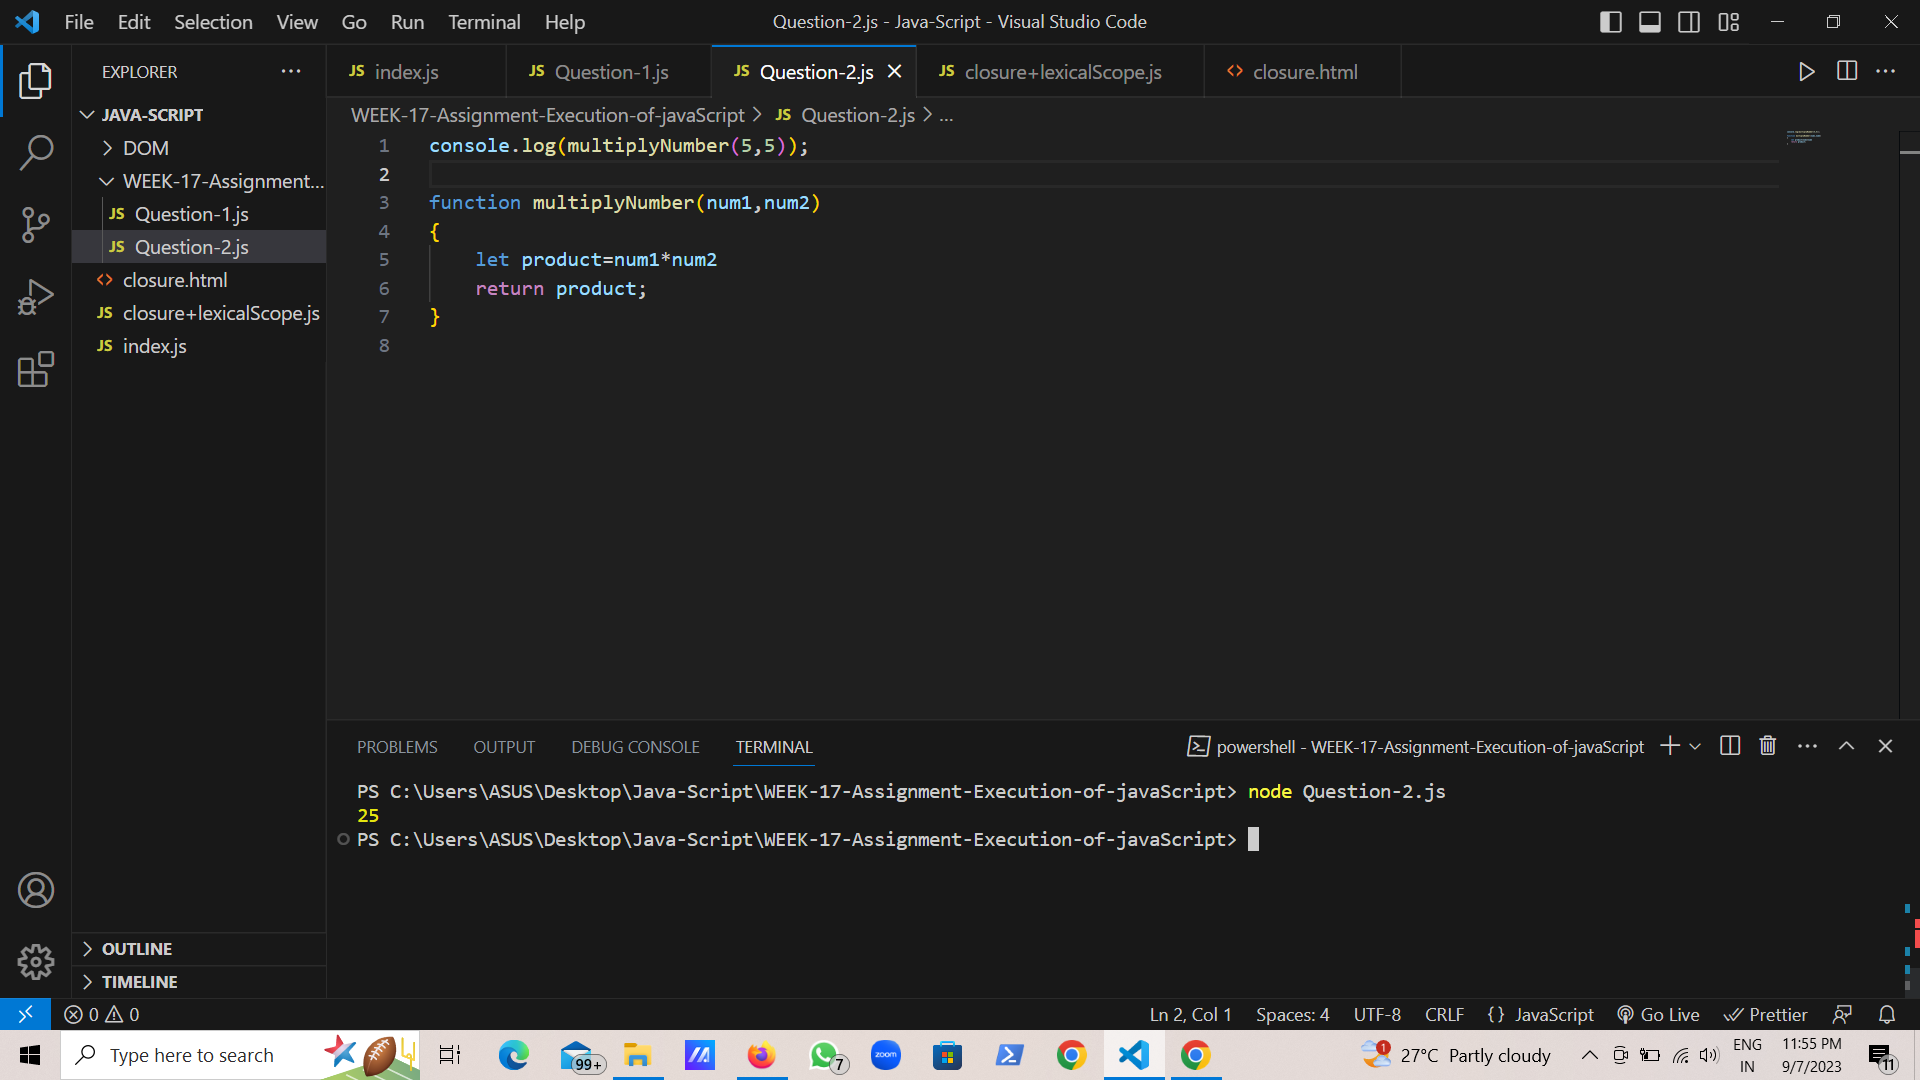 File Edit Selection View Go Run Terminal Help
Question-2.js - Java-Script - Visual Studio Code
EXPLORER
JAVA-SCRIPT
DOM
WEEK-17-Assignment...
JS Question-1.js
JS Question-2.js
closure.html
JS closure+lexicalScope.js
JS index.js
OUTLINE
TIMELINE
JS index.js JS Question-1.js JS Question-2.js JS closure+lexicalScope.js closure.html
WEEK-17-Assignment-Execution-of-javaScript > JS Question-2.js > ...
1 console.log(multiplyNumber(5,5));
2
3 function multiplyNumber(num1,num2)
4 {
5 let product=num1*num2
6 return product;
7 }
8
PROBLEMS OUTPUT DEBUG CONSOLE TERMINAL
powershell - WEEK-17-Assignment-Execution-of-javaScript
PS C:\Users\ASUS\Desktop\Java-Script\WEEK-17-Assignment-Execution-of-javaScript> node Question-2.js
25
PS C:\Users\ASUS\Desktop\Java-Script\WEEK-17-Assignment-Execution-of-javaScript>
0 0
Ln 2, Col 1 Spaces: 4 UTF-8 CRLF {} JavaScript Go Live Prettier
Type here to search
99+
7
zoom
1
27°C Partly cloudy
ENG
IN
11:55 PM
9/7/2023
11